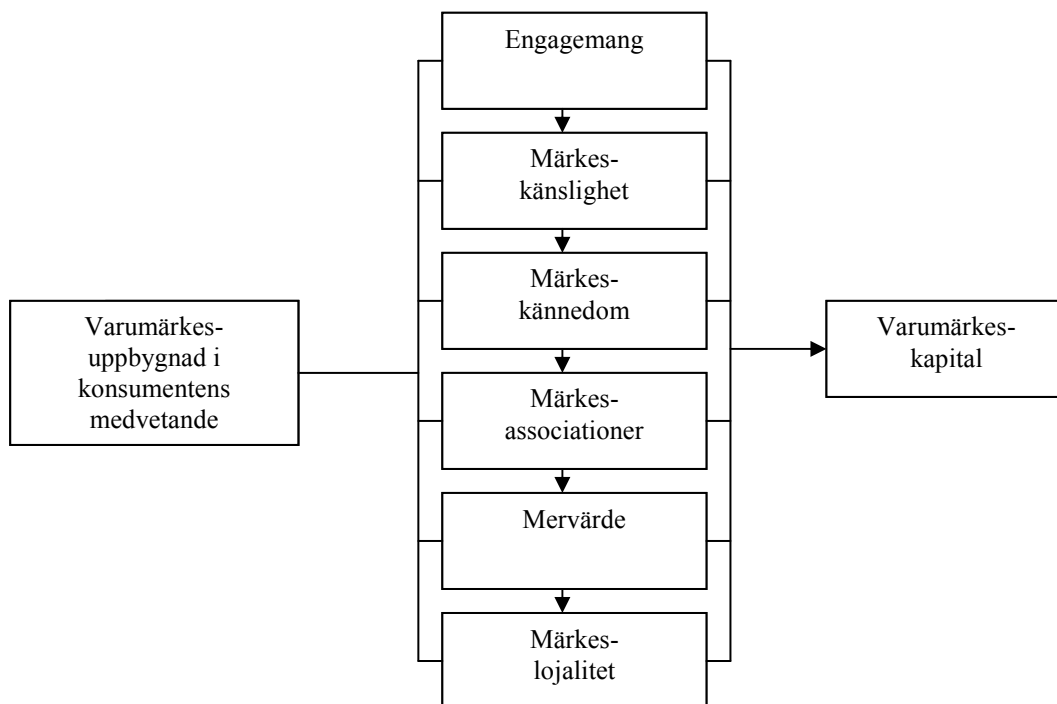 Engagemang
Märkes-
känslighet
Märkes-
kännedom
Varumärkes-
uppbygnad i
konsumentens
medvetande
Varumärkes-
kapital
Märkes-
associationer
Mervärde
Märkes-
lojalitet